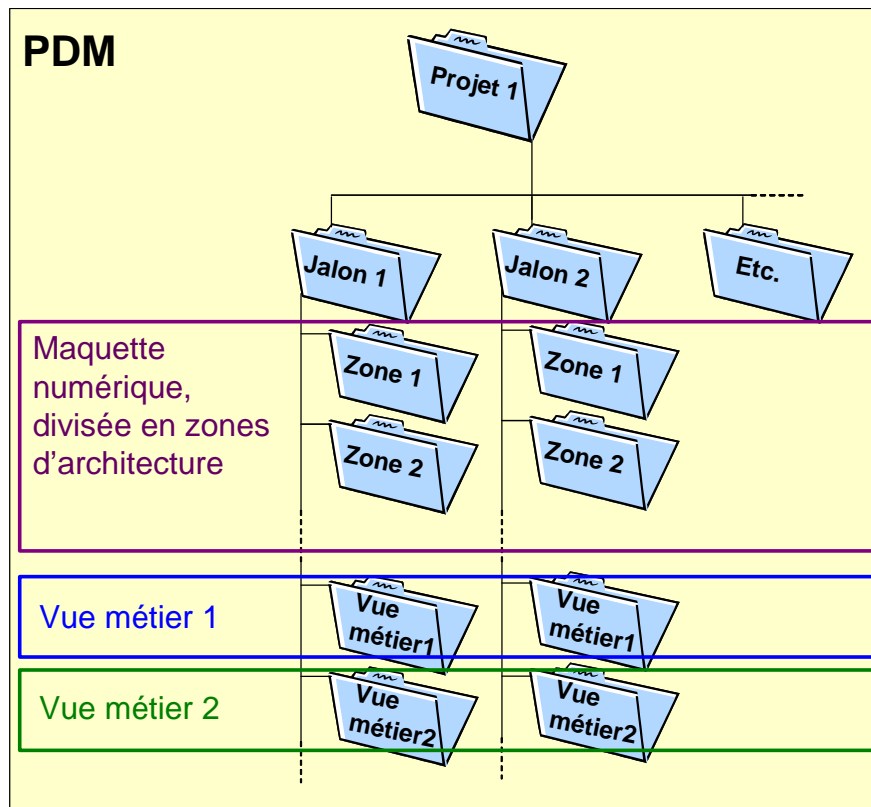 PDM
Projet 1
Jalon 1
Jalon 2
Etc.
Maquette
numérique,
divisée en zones
d'architecture
Zone 1
Zone 1
Zone 2
Zone 2
Vue métier 1
Vue
métier1
Vue
métier1
Vue métier 2
Vue
métier2
Vue
métier2